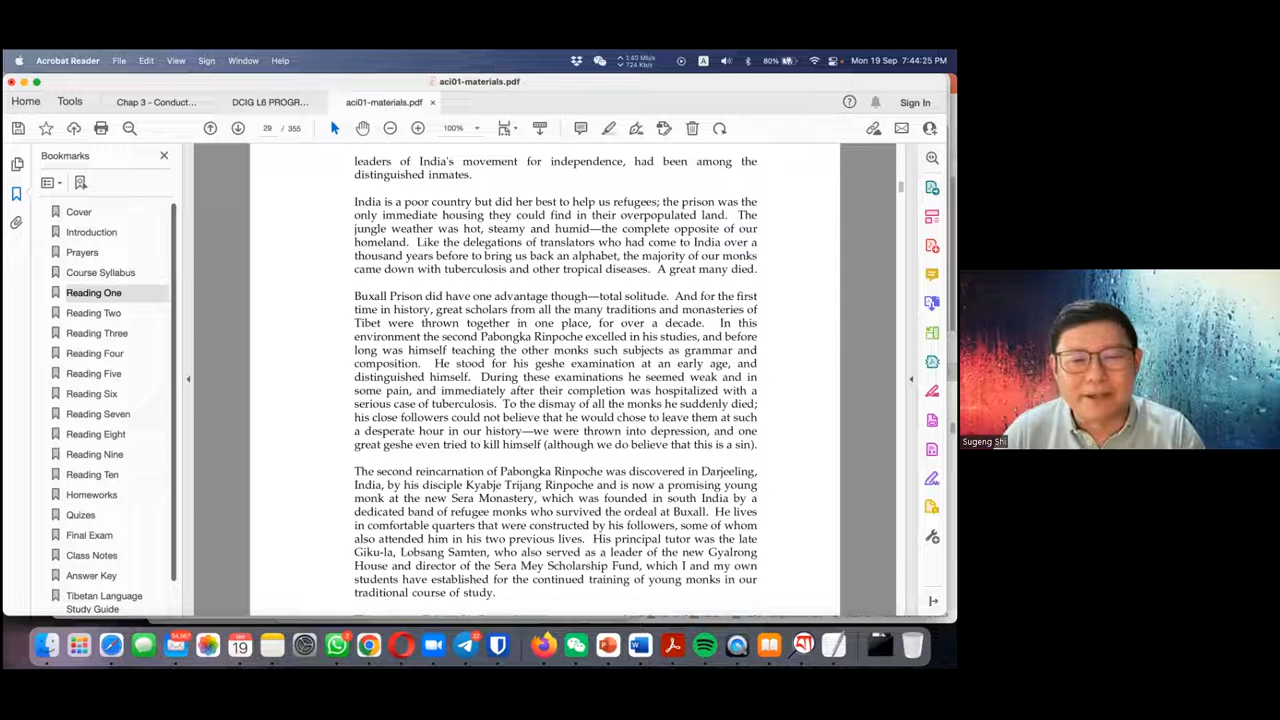 Acrobat Reader File Edit View Sign Window Help 1.60 Mb/s 724 Kb/s A 80% Mon 19 Sep 7:44:25 PM
aci01-materials.pdf
Home Tools Chap 3 - Conduct... DCIG L6 PROGR... aci01-materials.pdf × Sign In
29 / 355 100%
Bookmarks
Cover
Introduction
Prayers
Course Syllabus
Reading One
Reading Two
Reading Three
Reading Four
Reading Five
Reading Six
Reading Seven
Reading Eight
Reading Nine
Reading Ten
Homeworks
Quizes
Final Exam
Class Notes
Answer Key
Tibetan Language
Study Guide
leaders of India's movement for independence, had been among the
distinguished inmates.
India is a poor country but did her best to help us refugees; the prison was the
only immediate housing they could find in their overpopulated land. The
jungle weather was hot, steamy and humid—the complete opposite of our
homeland. Like the delegations of translators who had come to India over a
thousand years before to bring us back an alphabet, the majority of our monks
came down with tuberculosis and other tropical diseases. A great many died.
Buxall Prison did have one advantage though—total solitude. And for the first
time in history, great scholars from all the many traditions and monasteries of
Tibet were thrown together in one place, for over a decade. In this
environment the second Pabongka Rinpoche excelled in his studies, and before
long was himself teaching the other monks such subjects as grammar and
composition. He stood for his geshe examination at an early age, and
distinguished himself. During these examinations he seemed weak and in
some pain, and immediately after their completion was hospitalized with a
serious case of tuberculosis. To the dismay of all the monks he suddenly died;
his close followers could not believe that he would chose to leave them at such
a desperate hour in our history—we were thrown into depression, and one
great geshe even tried to kill himself (although we do believe that this is a sin).
The second reincarnation of Pabongka Rinpoche was discovered in Darjeeling,
India, by his disciple Kyabje Trijang Rinpoche and is now a promising young
monk at the new Sera Monastery, which was founded in south India by a
dedicated band of refugee monks who survived the ordeal at Buxall. He lives
in comfortable quarters that were constructed by his followers, some of whom
also attended him in his two previous lives. His principal tutor was the late
Giku-la, Lobsang Samten, who also served as a leader of the new Gyalrong
House and director of the Sera Mey Scholarship Fund, which I and my own
students have established for the continued training of young monks in our
traditional course of study.
Sugeng Shi